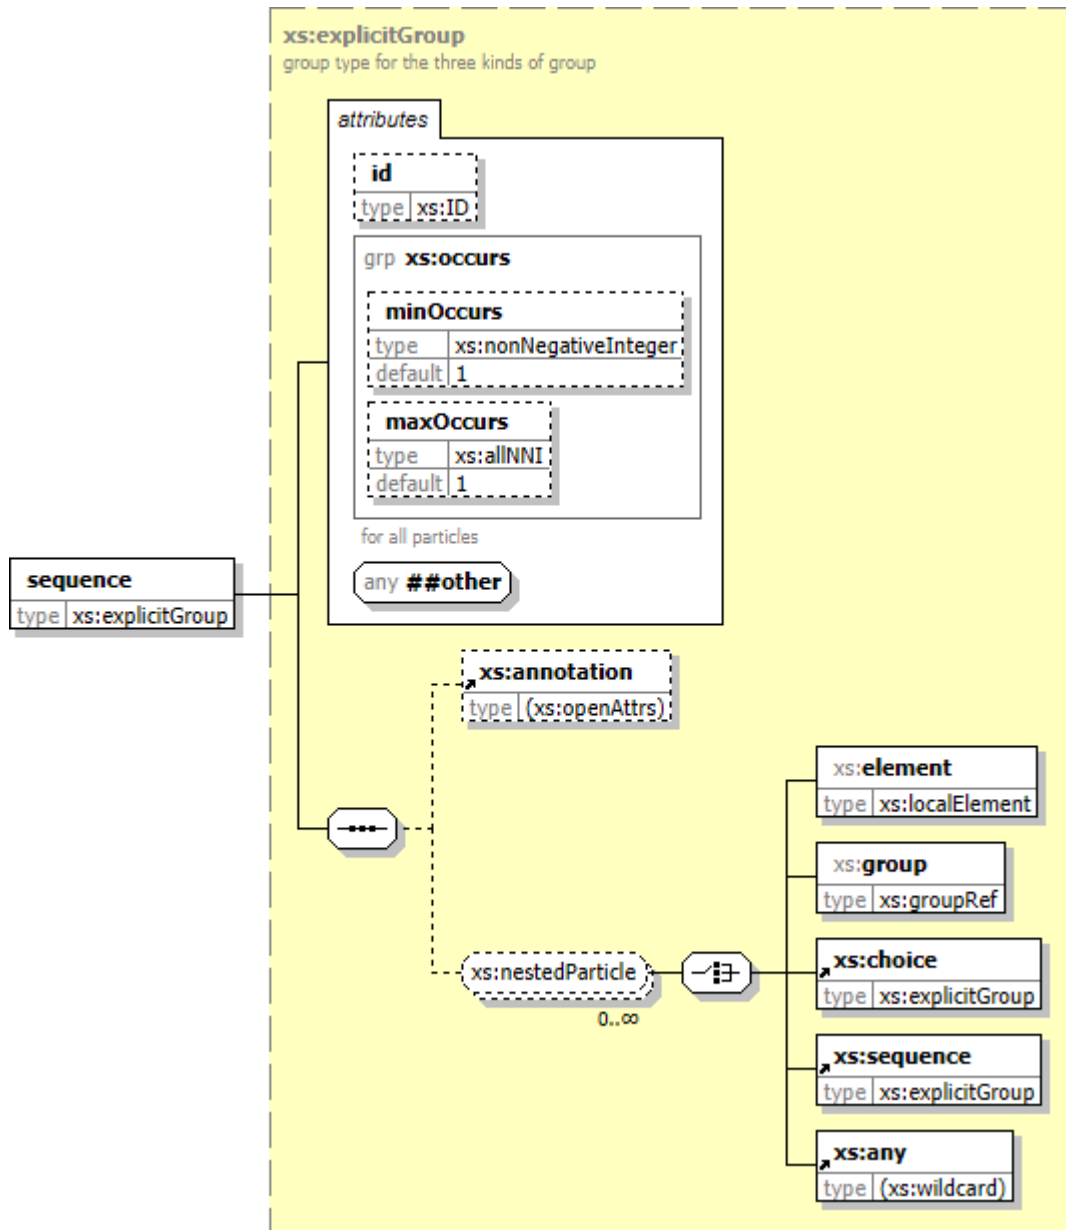 xs:explicitGroup
group type for the three kinds of group
attributes
id
type xs:ID
grp xs:occurs
minOccurs
type xs:nonNegativeInteger
default 1
maxOccurs
type xs:allNNI
default 1
for all particles
any ##other
sequence
type xs:explicitGroup
xs:annotation
type (xs:openAttrs)
xs:nestedParticle
0..∞
xs:element
type xs:localElement
xs:group
type xs:groupRef
xs:choice
type xs:explicitGroup
xs:sequence
type xs:explicitGroup
xs:any
type (xs:wildcard)